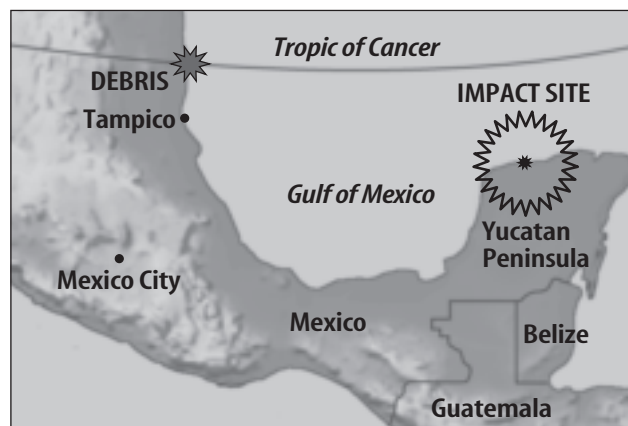 Tropic of Cancer
DEBRIS
IMPACT SITE
Tampico
Gulf of Mexico
Yucatan
Peninsula
Mexico City
Mexico
Belize
Guatemala